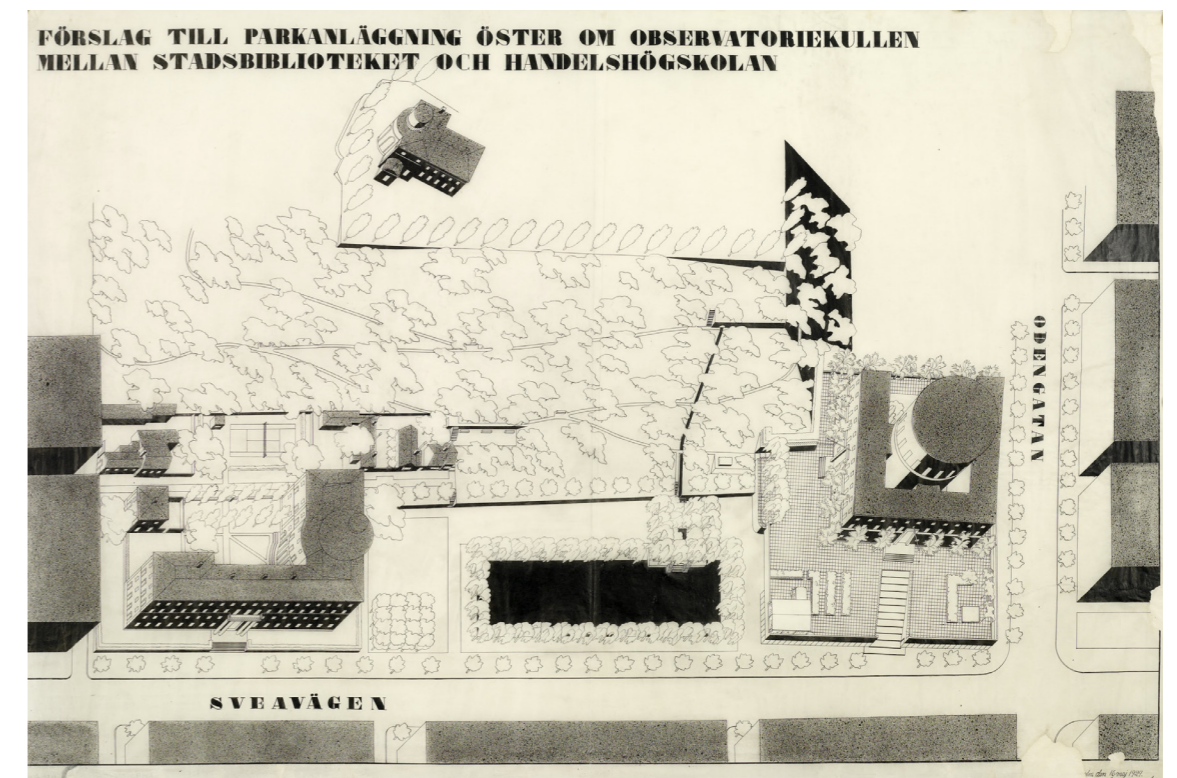 FÖRSLAG TILL PARKANLÄGGNING ÖSTER OM OBSERVATORIEKULLEN
MELLAN STADSBIBLIOTEKET OCH HANDELSHÖGSKOLAN
ODENGATAN
SVEAVÄGEN